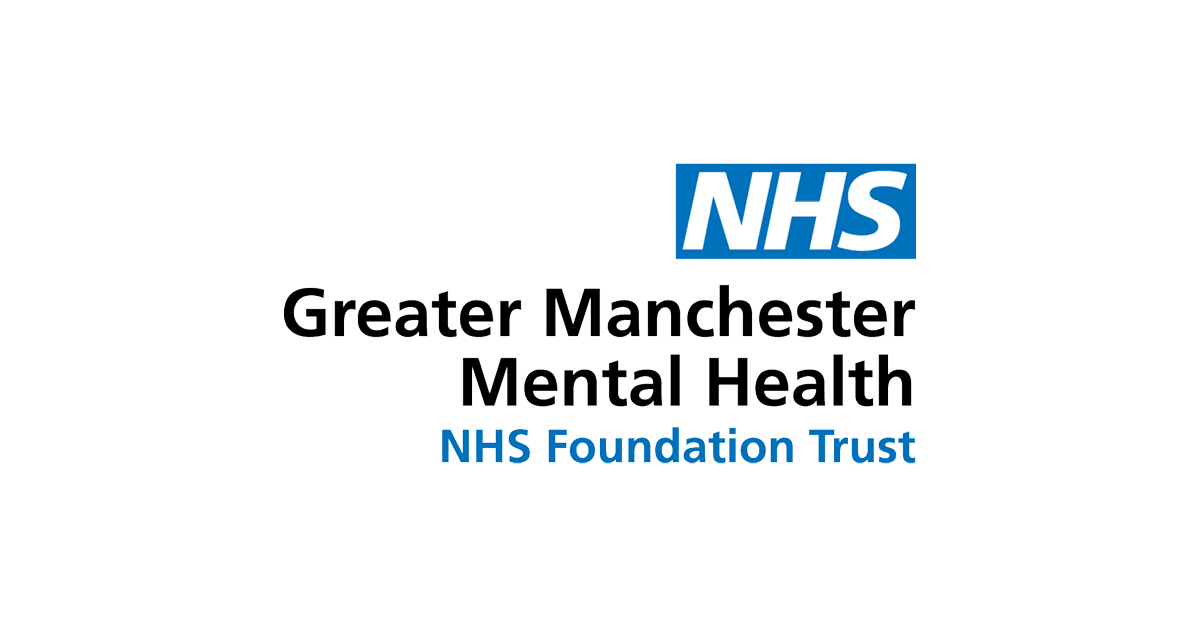 NHS
Greater Manchester
Mental Health
NHS Foundation Trust